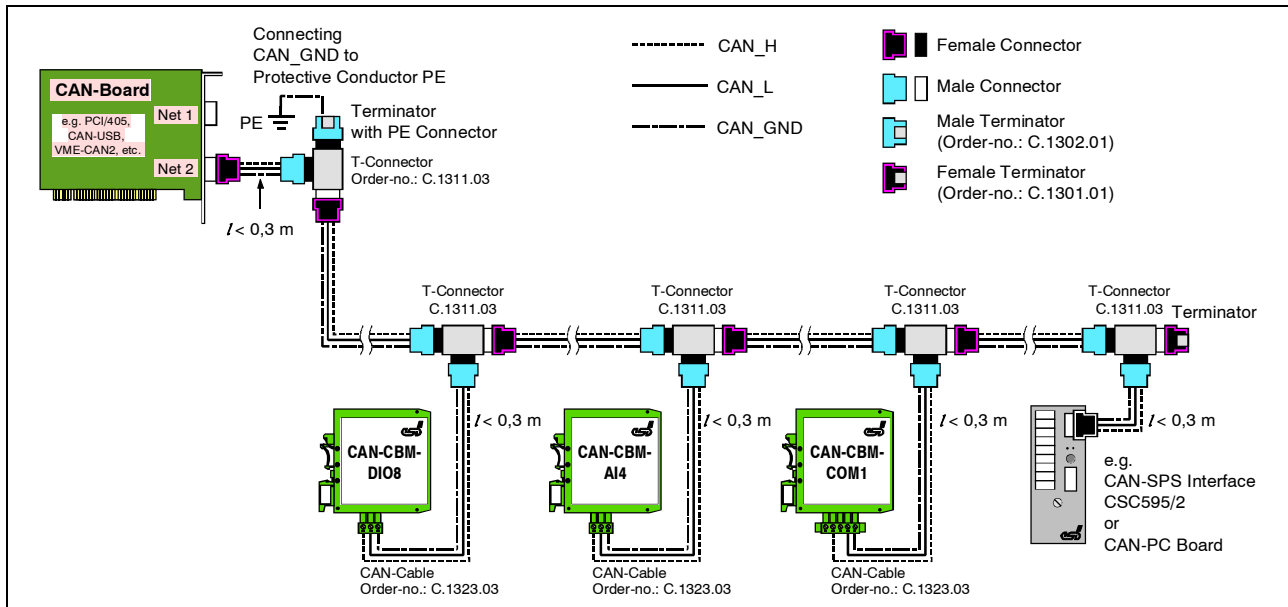 Connecting
CAN_GND to
Protective Conductor PE
CAN-Board
e.g. PCI/405,
CAN-USB,
VME-CAN2, etc.
Net 1
Net 2
PE
Terminator
with PE Connector
T-Connector
Order-no.: C.1311.03
l < 0,3 m
CAN_H
CAN_L
CAN_GND
Female Connector
Male Connector
Male Terminator
(Order-no.: C.1302.01)
Female Terminator
(Order-no.: C.1301.01)
T-Connector
C.1311.03
T-Connector
C.1311.03
T-Connector
C.1311.03
T-Connector
C.1311.03
Terminator
l < 0,3 m
l < 0,3 m
l < 0,3 m
l < 0,3 m
esd
CAN-CBM-
DIO8
esd
CAN-CBM-
AI4
esd
CAN-CBM-
COM1
e.g.
CAN-SPS Interface
CSC595/2
or
CAN-PC Board
esd
CAN-Cable
Order-no.: C.1323.03
CAN-Cable
Order-no.: C.1323.03
CAN-Cable
Order-no.: C.1323.03